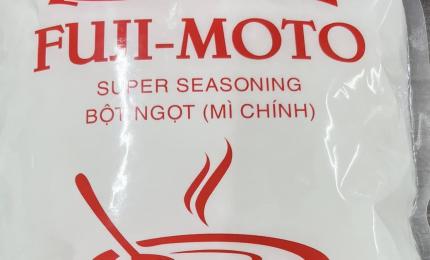 FUJI-MOTO
SUPER SEASONING
BỘT NGỌT (MÌ CHÍNH)